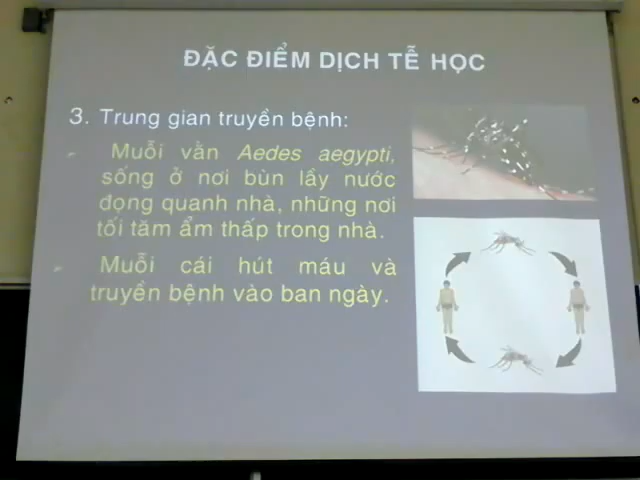 ĐẶC ĐIỂM DỊCH TỄ HỌC
3. Trung gian truyền bệnh:
Muỗi vằn Aedes aegypti,
sống ở nơi bùn lầy nước
đọng quanh nhà, những nơi
tối tăm ẩm thấp trong nhà.
Muỗi cái hút máu và
truyền bệnh vào ban ngày.